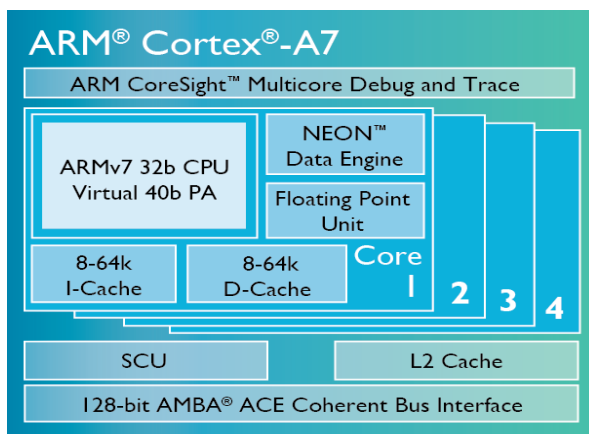 ARM® Cortex®-A7
ARM CoreSight™ Multicore Debug and Trace
ARMv7 32b CPU
Virtual 40b PA
NEON™
Data Engine
Floating Point
Unit
8-64k
I-Cache
8-64k
D-Cache
Core
1
2
3
4
SCU
L2 Cache
128-bit AMBA® ACE Coherent Bus Interface